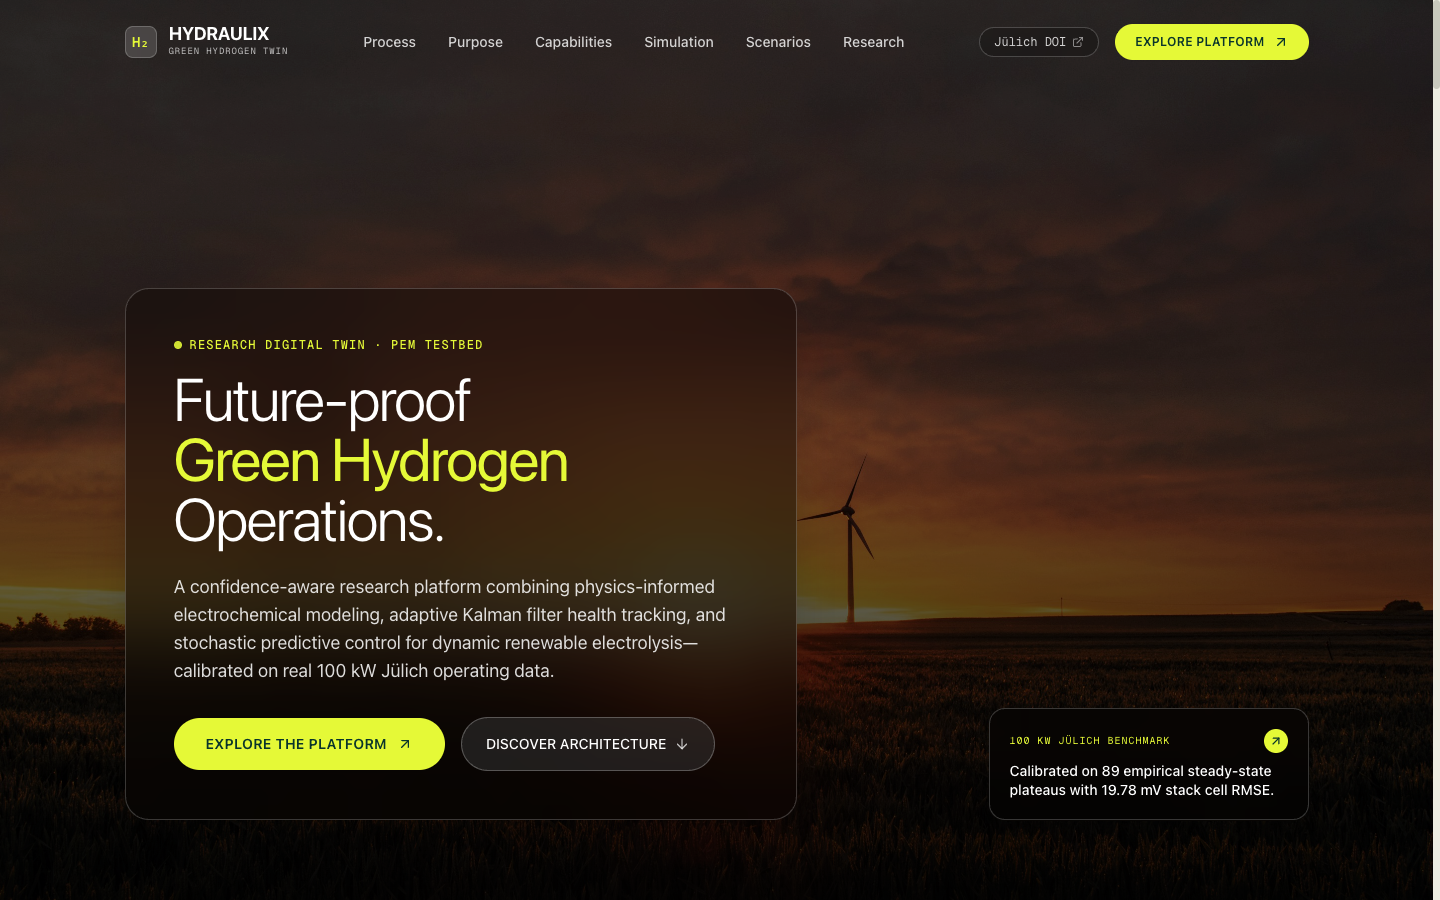 H₂
HYDRAULIX
GREEN HYDROGEN TWIN
Process
Purpose
Capabilities
Simulation
Scenarios
Research
Jülich DOI
EXPLORE PLATFORM
RESEARCH DIGITAL TWIN · PEM TESTBED
Future-proof
Green Hydrogen
Operations.
A confidence-aware research platform combining physics-informed
electrochemical modeling, adaptive Kalman filter health tracking, and
stochastic predictive control for dynamic renewable electrolysis—
calibrated on real 100 kW Jülich operating data.
EXPLORE THE PLATFORM
DISCOVER ARCHITECTURE
100 KW JÜLICH BENCHMARK
Calibrated on 89 empirical steady-state
plateaus with 19.78 mV stack cell RMSE.